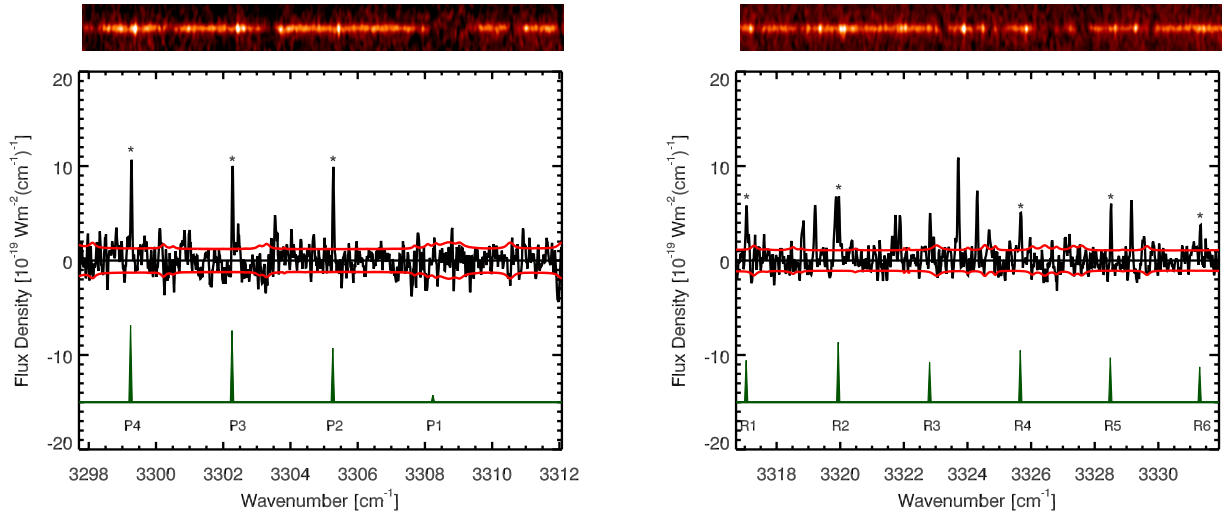 20
10
0
-10
-20
Flux Density [10⁻¹⁹ Wm⁻²(cm⁻¹)⁻¹]
* * *
P4 P3 P2 P1
3298 3300 3302 3304 3306 3308 3310 3312
Wavenumber [cm⁻¹]
20
10
0
-10
-20
Flux Density [10⁻¹⁹ Wm⁻²(cm⁻¹)⁻¹]
* * * * *
R1 R2 R3 R4 R5 R6
3318 3320 3322 3324 3326 3328 3330
Wavenumber [cm⁻¹]